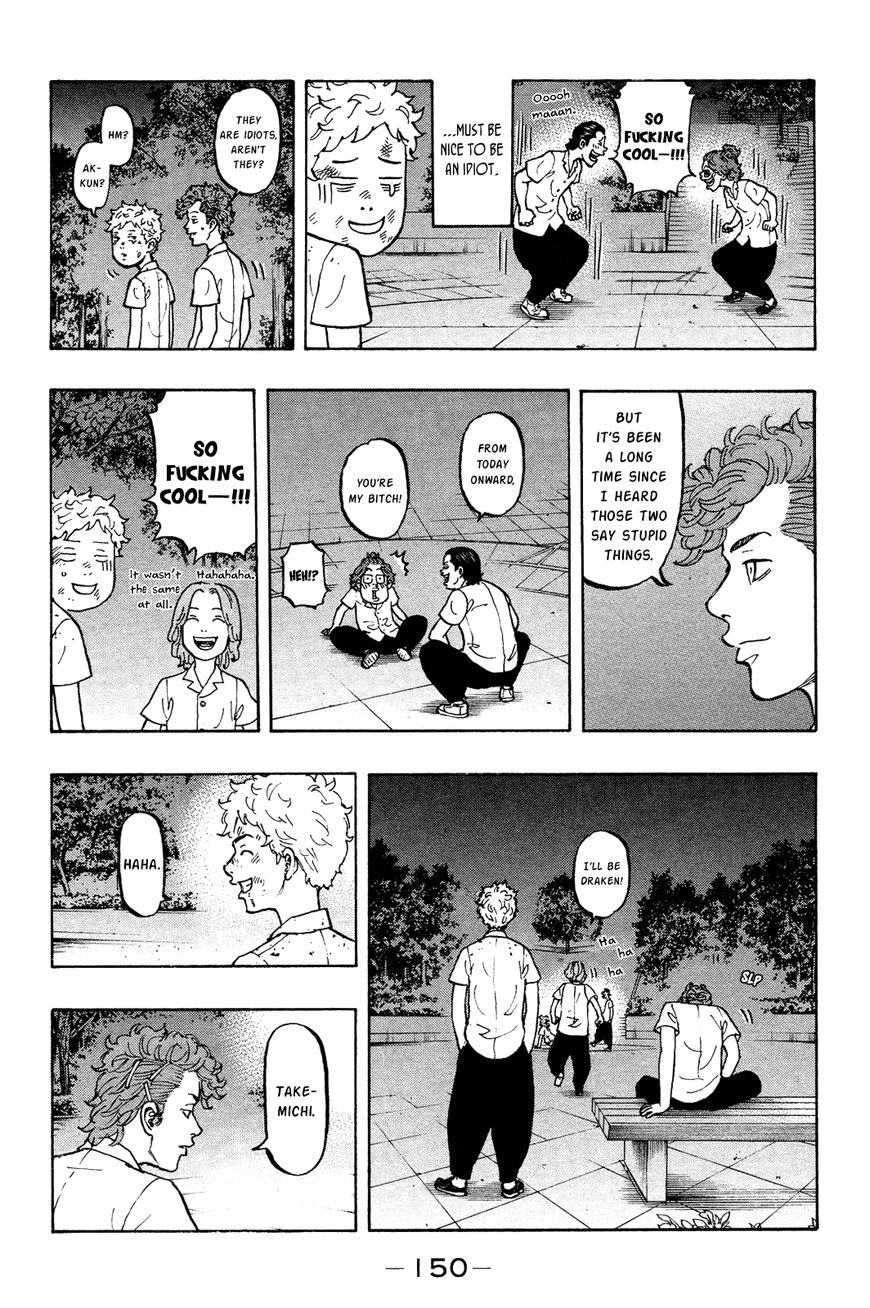 SO
FUCKING
COOL—!!!
Ooooh
maaan.
...MUST BE
NICE TO BE
AN IDIOT.
THEY
ARE IDIOTS,
AREN'T
THEY?
HM?
AK-
KUN?
BUT
IT'S BEEN
A LONG
TIME SINCE
I HEARD
THOSE TWO
SAY STUPID
THINGS.
FROM
TODAY
ONWARD,
YOU'RE
MY BITCH!
HEH!?
SO
FUCKING
COOL—!!!
Hahahaha.
It wasn't
the same
at all.
I'LL BE
DRAKEN!
Ha
ha
ha
SLP
HAHA.
TAKE-
MICHI.
—150—